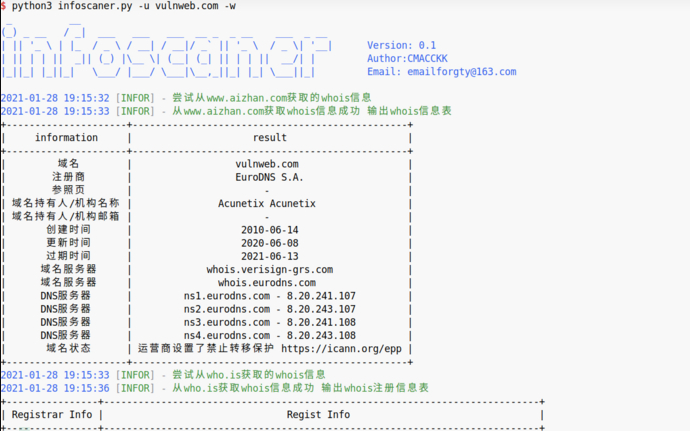 $ python3 infoscaner.py -u vulnweb.com -w
infoscaner
Version: 0.1
Author:CMACCKK
Email: emailforgty@163.com
2021-01-28 19:15:32 [INFOR] - 尝试从www.aizhan.com获取的whois信息
2021-01-28 19:15:33 [INFOR] - 从www.aizhan.com获取whois信息成功 输出whois信息表
| information | result |
| 域名 | vulnweb.com |
| 注册商 | EuroDNS S.A. |
| 参照页 | - |
| 域名持有人/机构名称 | Acunetix Acunetix |
| 域名持有人/机构邮箱 | - |
| 创建时间 | 2010-06-14 |
| 更新时间 | 2020-06-08 |
| 过期时间 | 2021-06-13 |
| 域名服务器 | whois.verisign-grs.com |
| 域名服务器 | whois.eurodns.com |
| DNS服务器 | ns1.eurodns.com - 8.20.241.107 |
| DNS服务器 | ns2.eurodns.com - 8.20.243.107 |
| DNS服务器 | ns3.eurodns.com - 8.20.241.108 |
| DNS服务器 | ns4.eurodns.com - 8.20.243.108 |
| 域名状态 | 运营商设置了禁止转移保护 https://icann.org/epp |
2021-01-28 19:15:33 [INFOR] - 尝试从who.is获取的whois信息
2021-01-28 19:15:36 [INFOR] - 从who.is获取whois信息成功 输出whois注册信息表
| Registrar Info | Regist Info |